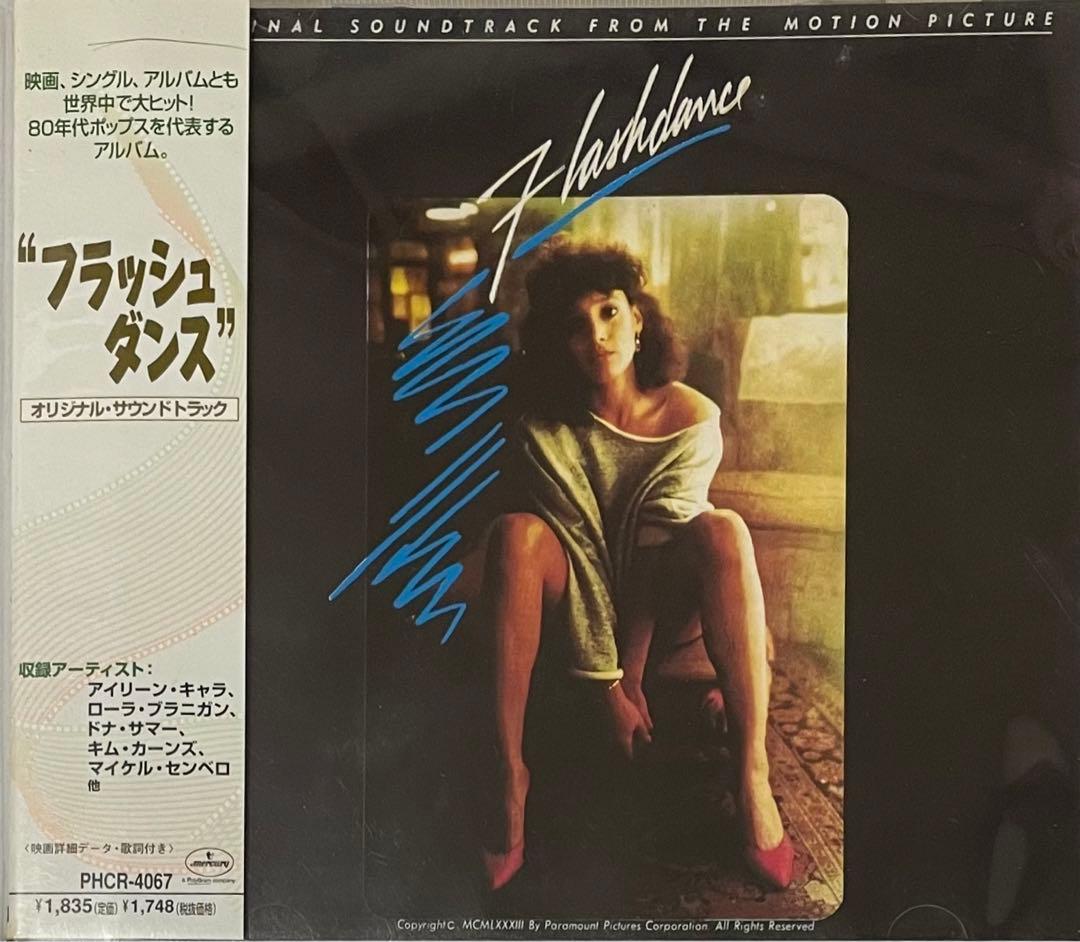 NAL SOUNDTRACK FROM THE MOTION PICTURE
Flashdance
映画、シングル、アルバムとも
世界中で大ヒット!
80年代ポップスを代表する
アルバム。
“フラッシュ
ダンス”
オリジナル・サウンドトラック
収録アーティスト:
アイリーン・キャラ、
ローラ・ブラニガン、
ドナ・サマー、
キム・カーンズ、
マイケル・センベロ
他
〈映画詳細データ・歌詞付き〉
mercury
a PolyGram company
PHCR-4067
¥1,835(定価) ¥1,748(税抜価格)
Copyright©. MCMLXXXIII By Paramount Pictures Corporation. All Rights Reserved